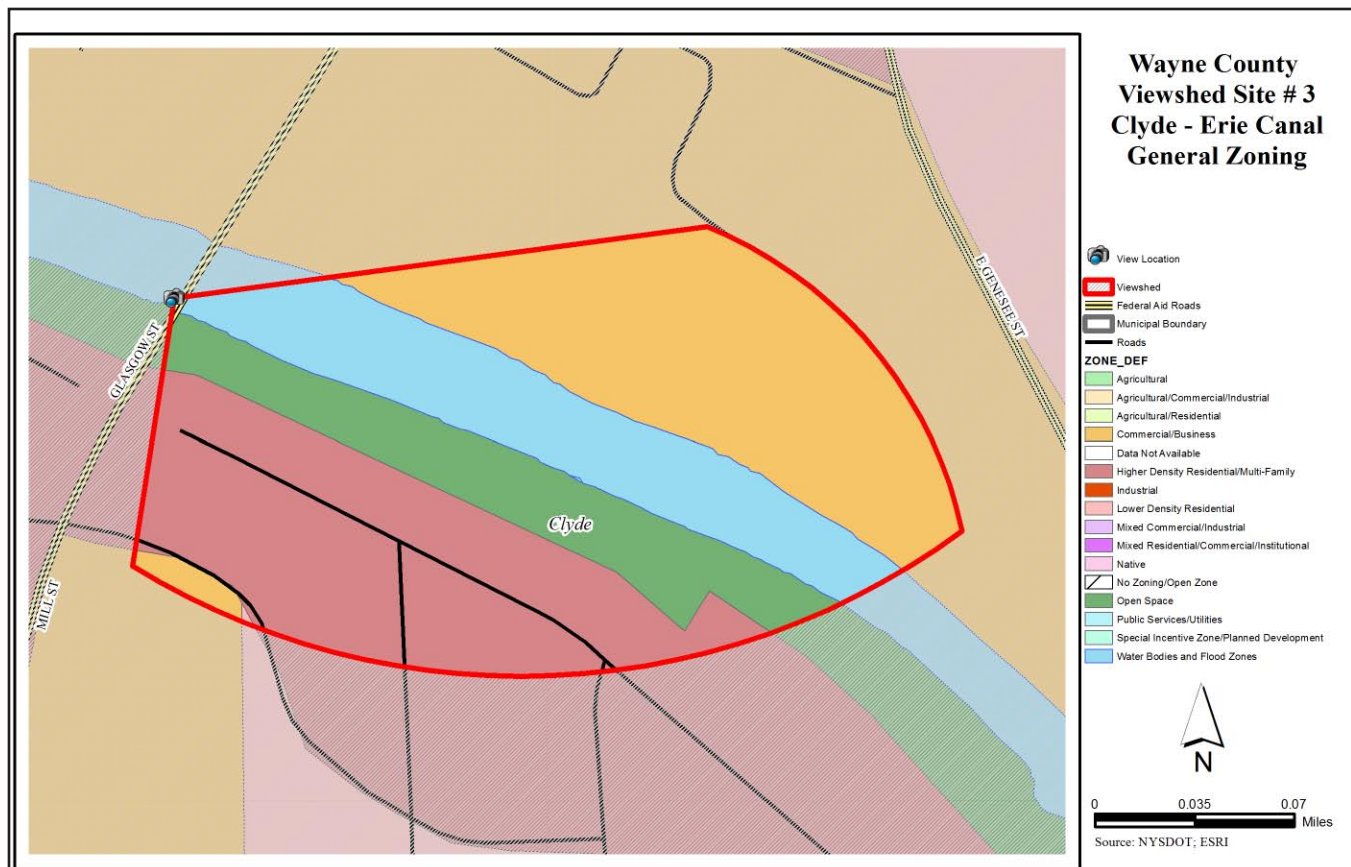 Wayne County
Viewshed Site # 3
Clyde - Erie Canal
General Zoning
View Location
Viewshed
Federal Aid Roads
Municipal Boundary
Roads
ZONE_DEF
Agricultural
Agricultural/Commercial/Industrial
Agricultural/Residential
Commercial/Business
Data Not Available
Higher Density Residential/Multi-Family
Industrial
Lower Density Residential
Mixed Commercial/Industrial
Mixed Residential/Commercial/Institutional
Native
No Zoning/Open Zone
Open Space
Public Services/Utilities
Special Incentive Zone/Planned Development
Water Bodies and Flood Zones
N
0 0.035 0.07
Miles
Source: NYSDOT; ESRI
E GENESEE ST
GLASGOW ST
Clyde
MILL ST